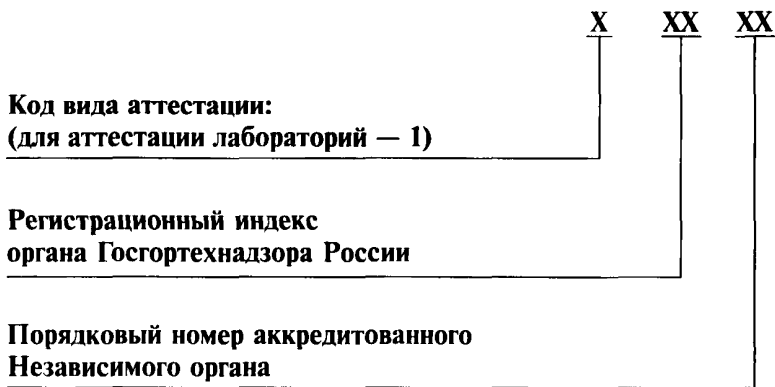 X XX XX
Код вида аттестации:
(для аттестации лабораторий — 1)
Регистрационный индекс
органа Госгортехнадзора России
Порядковый номер аккредитованного
Независимого органа